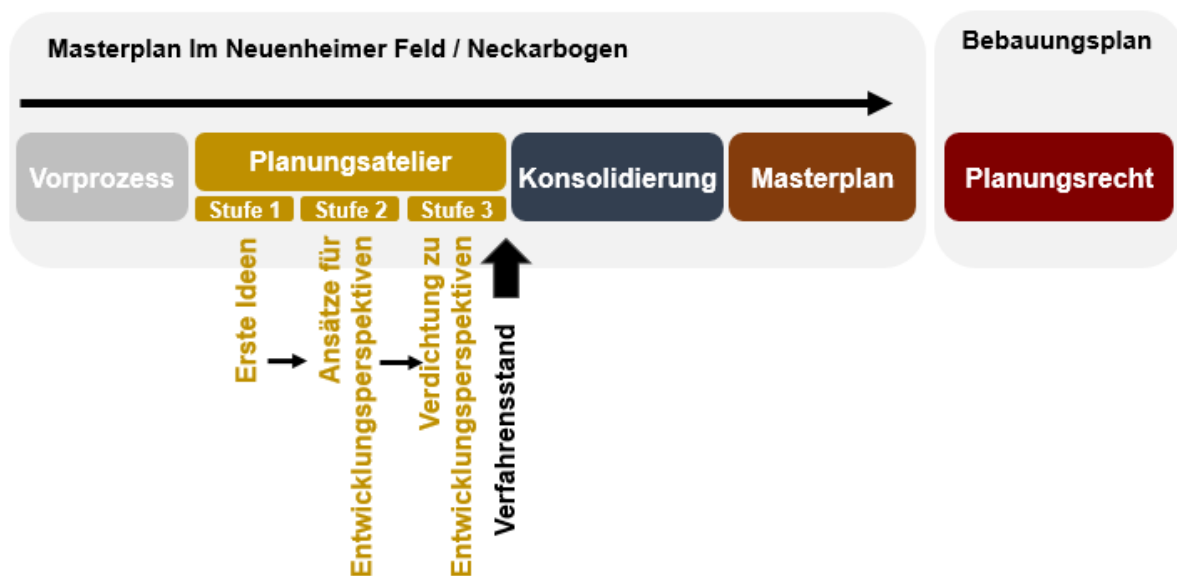 Masterplan Im Neuenheimer Feld / Neckarbogen
Bebauungsplan
Vorprozess
Planungsatelier
Stufe 1
Stufe 2
Stufe 3
Konsolidierung
Masterplan
Planungsrecht
Erste Ideen
Ansätze für
Entwicklungsperspektiven
Verdichtung zu
Entwicklungsperspektiven
Verfahrensstand